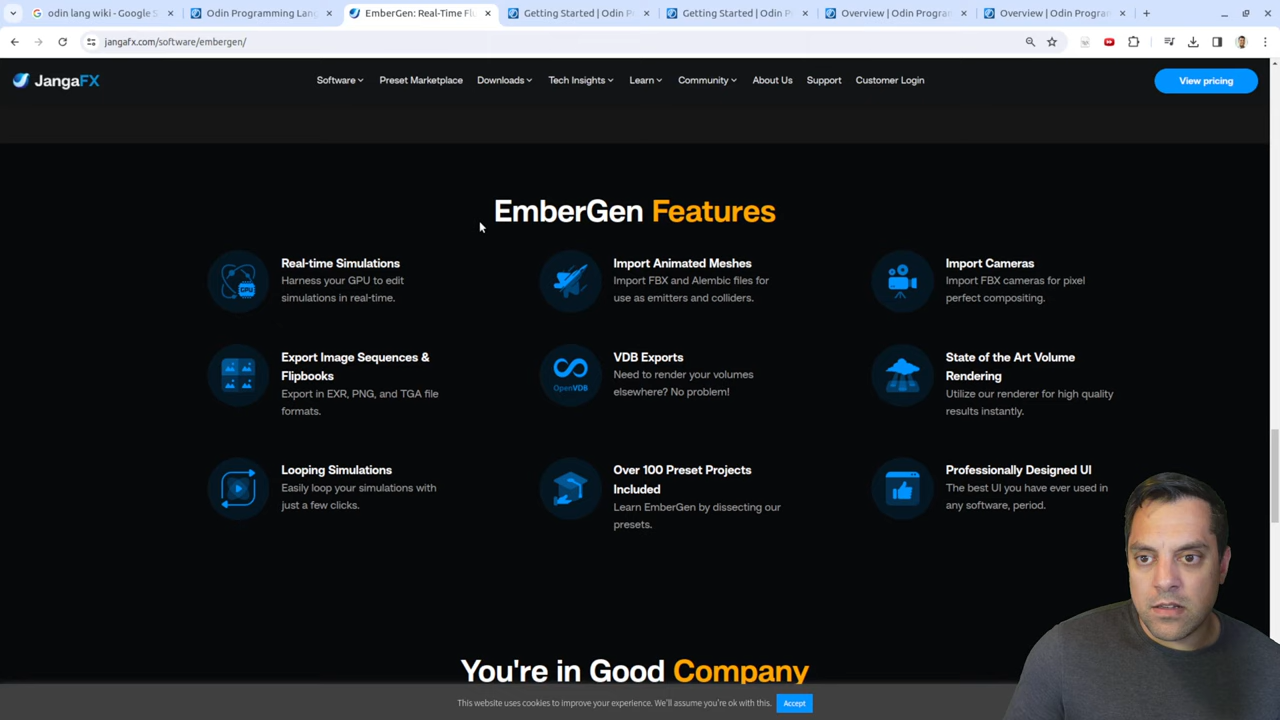 odin lang wiki - Google S
Odin Programming Lang
EmberGen: Real-Time Flu
Getting Started | Odin P
Getting Started | Odin P
Overview | Odin Program
Overview | Odin Program
jangafx.com/software/embergen/
JangaFX
Software
Preset Marketplace
Downloads
Tech Insights
Learn
Community
About Us
Support
Customer Login
View pricing
EmberGen Features
Real-time Simulations
Harness your GPU to edit
simulations in real-time.
GPU
Import Animated Meshes
Import FBX and Alembic files for
use as emitters and colliders.
Import Cameras
Import FBX cameras for pixel
perfect compositing.
Export Image Sequences &
Flipbooks
Export in EXR, PNG, and TGA file
formats.
OpenVDB
VDB Exports
Need to render your volumes
elsewhere? No problem!
State of the Art Volume
Rendering
Utilize our renderer for high quality
results instantly.
Looping Simulations
Easily loop your simulations with
just a few clicks.
Over 100 Preset Projects
Included
Learn EmberGen by dissecting our
presets.
Professionally Designed UI
The best UI you have ever used in
any software, period.
You're in Good Company
This website uses cookies to improve your experience. We'll assume you're ok with this.
Accept